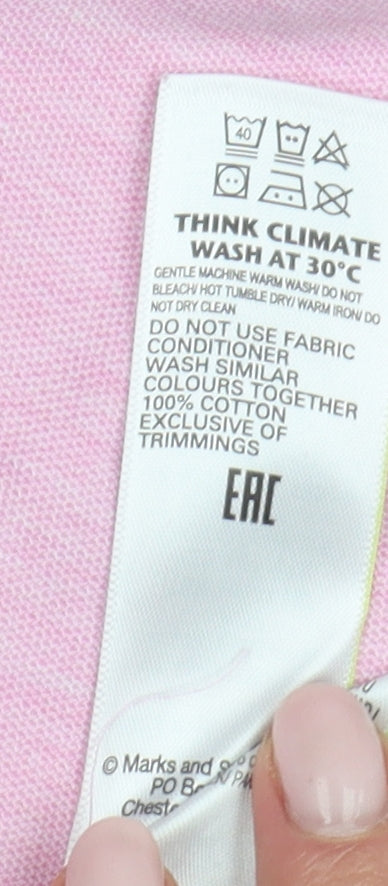 40
THINK CLIMATE
WASH AT 30°C
GENTLE MACHINE WARM WASH/ DO NOT
BLEACH/ HOT TUMBLE DRY/ WARM IRON/ DO
NOT DRY CLEAN
DO NOT USE FABRIC
CONDITIONER
WASH SIMILAR
COLOURS TOGETHER
100% COTTON
EXCLUSIVE OF
TRIMMINGS
EAC
© Marks and
PO